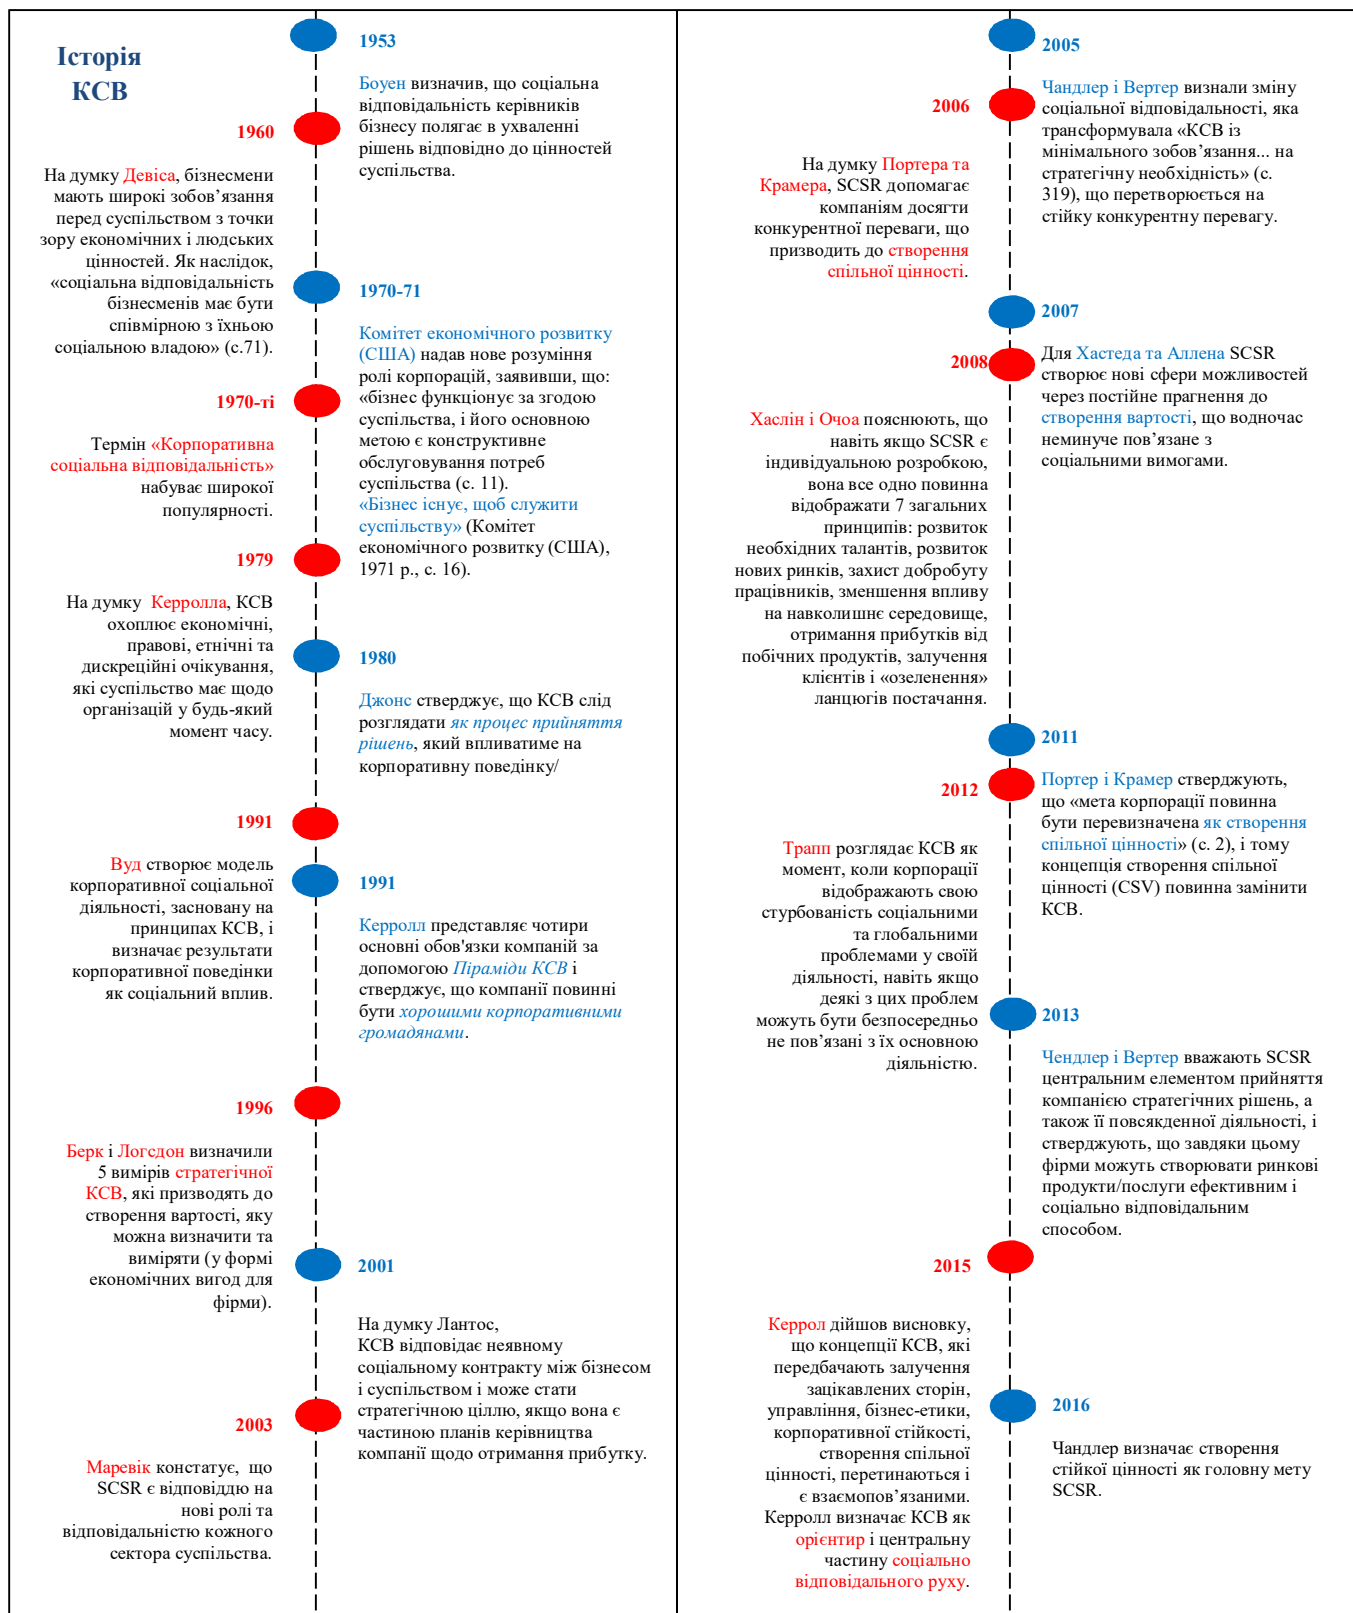 Історія
КСВ
1953
Боуен визначив, що соціальна
відповідальність керівників
бізнесу полягає в ухваленні
рішень відповідно до цінностей
суспільства.
1960
На думку Девіса, бізнесмени
мають широкі зобов’язання
перед суспільством з точки
зору економічних і людських
цінностей. Як наслідок,
«соціальна відповідальність
бізнесменів має бути
співмірною з їхньою
соціальною владою» (с.71).
1970-71
Комітет економічного розвитку
(США) надав нове розуміння
ролі корпорацій, заявивши, що:
«бізнес функціонує за згодою
суспільства, і його основною
метою є конструктивне
обслуговування потреб
суспільства (с. 11).
«Бізнес існує, щоб служити
суспільству» (Комітет
економічного розвитку (США),
1971 р., с. 16).
1970-ті
Термін «Корпоративна
соціальна відповідальність»
набуває широкої
популярності.
1979
На думку Керролла, КСВ
охоплює економічні,
правові, етнічні та
дискреційні очікування,
які суспільство має щодо
організацій у будь-який
момент часу.
1980
Джонс стверджує, що КСВ слід
розглядати як процес прийняття
рішень, який впливатиме на
корпоративну поведінку/
1991
Вуд створює модель
корпоративної соціальної
діяльності, засновану на
принципах КСВ, і
визначає результати
корпоративної поведінки
як соціальний вплив.
1991
Керролл представляє чотири
основні обов'язки компаній за
допомогою Піраміди КСВ і
стверджує, що компанії повинні
бути хорошими корпоративними
громадянами.
1996
Берк і Логсдон визначили
5 вимірів стратегічної
КСВ, які призводять до
створення вартості, яку
можна визначити та
виміряти (у формі
економічних вигод для
фірми).
2001
На думку Лантос,
КСВ відповідає неявному
соціальному контракту між бізнесом
і суспільством і може стати
стратегічною ціллю, якщо вона є
частиною планів керівництва
компанії щодо отримання прибутку.
2003
Маревік констатує, що
SCSR є відповіддю на
нові ролі та
відповідальністю кожного
сектора суспільства.
2005
Чандлер і Вертер визнали зміну
соціальної відповідальності, яка
трансформувала «КСВ із
мінімального зобов’язання... на
стратегічну необхідність» (с.
319), що перетворюється на
стійку конкурентну перевагу.
2006
На думку Портера та
Крамера, SCSR допомагає
компаніям досягти
конкурентної переваги, що
призводить до створення
спільної цінності.
2007
Для Хастеда та Аллена SCSR
створює нові сфери можливостей
через постійне прагнення до
створення вартості, що водночас
неминуче пов’язане з
соціальними вимогами.
2008
Хаслін і Очоа пояснюють, що
навіть якщо SCSR є
індивідуальною розробкою,
вона все одно повинна
відображати 7 загальних
принципів: розвиток
необхідних талантів, розвиток
нових ринків, захист добробуту
працівників, зменшення впливу
на навколишнє середовище,
отримання прибутків від
побічних продуктів, залучення
клієнтів і «озеленення»
ланцюгів постачання.
2011
Портер і Крамер стверджують,
що «мета корпорації повинна
бути перевизначена як створення
спільної цінності» (с. 2), і тому
концепція створення спільної
цінності (CSV) повинна замінити
КСВ.
2012
Трапп розглядає КСВ як
момент, коли корпорації
відображають свою
стурбованість соціальними
та глобальними
проблемами у своїй
діяльності, навіть якщо
деякі з цих проблем
можуть бути безпосередньо
не пов’язані з їх основною
діяльністю.
2013
Чендлер і Вертер вважають SCSR
центральним елементом прийняття
компанією стратегічних рішень, а
також її повсякденної діяльності, і
стверджують, що завдяки цьому
фірми можуть створювати ринкові
продукти/послуги ефективним і
соціально відповідальним
способом.
2015
Керрол дійшов висновку,
що концепції КСВ, які
передбачають залучення
зацікавлених сторін,
управління, бізнес-етики,
корпоративної стійкості,
створення спільної
цінності, перетинаються і
є взаємопов’язаними.
Керролл визначає КСВ як
орієнтир і центральну
частину соціально
відповідального руху.
2016
Чандлер визначає створення
стійкої цінності як головну мету
SCSR.